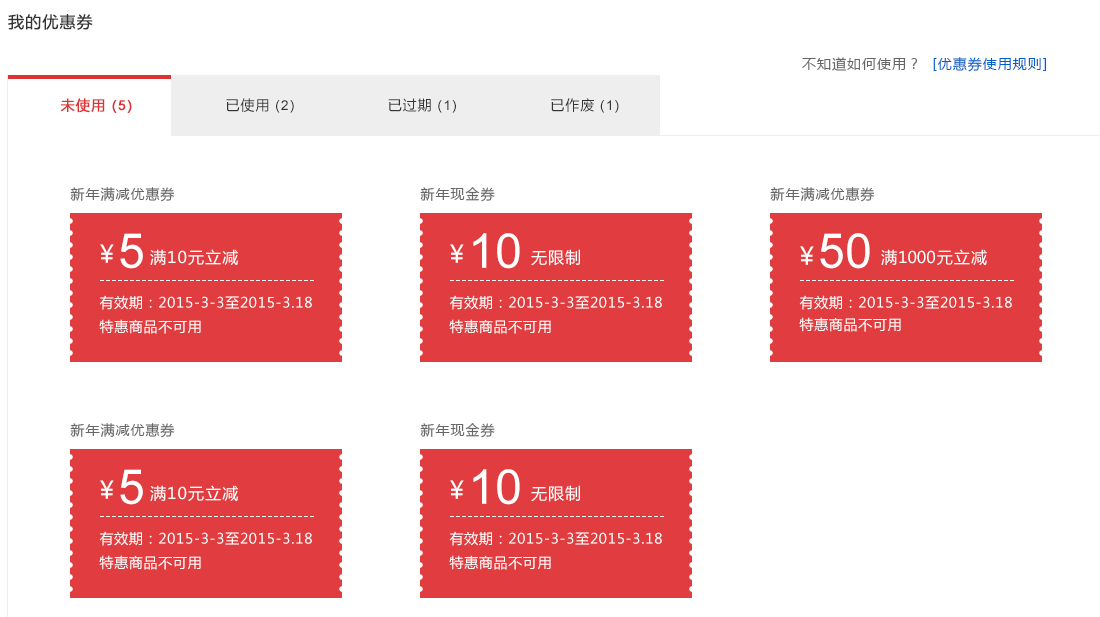 我的优惠券
不知道如何使用？ [优惠券使用规则]
未使用 (5) 已使用 (2) 已过期 (1) 已作废 (1)
新年满减优惠券
¥5 满10元立减
有效期：2015-3-3至2015-3.18
特惠商品不可用
新年现金券
¥10 无限制
有效期：2015-3-3至2015-3.18
特惠商品不可用
新年满减优惠券
¥50 满1000元立减
有效期：2015-3-3至2015-3.18
特惠商品不可用
新年满减优惠券
¥5 满10元立减
有效期：2015-3-3至2015-3.18
特惠商品不可用
新年现金券
¥10 无限制
有效期：2015-3-3至2015-3.18
特惠商品不可用